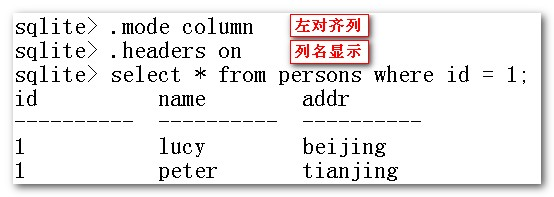 sqlite> .mode column 左对齐列
sqlite> .headers on 列名显示
sqlite> select * from persons where id = 1;
id          name        addr
----------  ----------  ----------
1           lucy        beijing
1           peter       tianjing